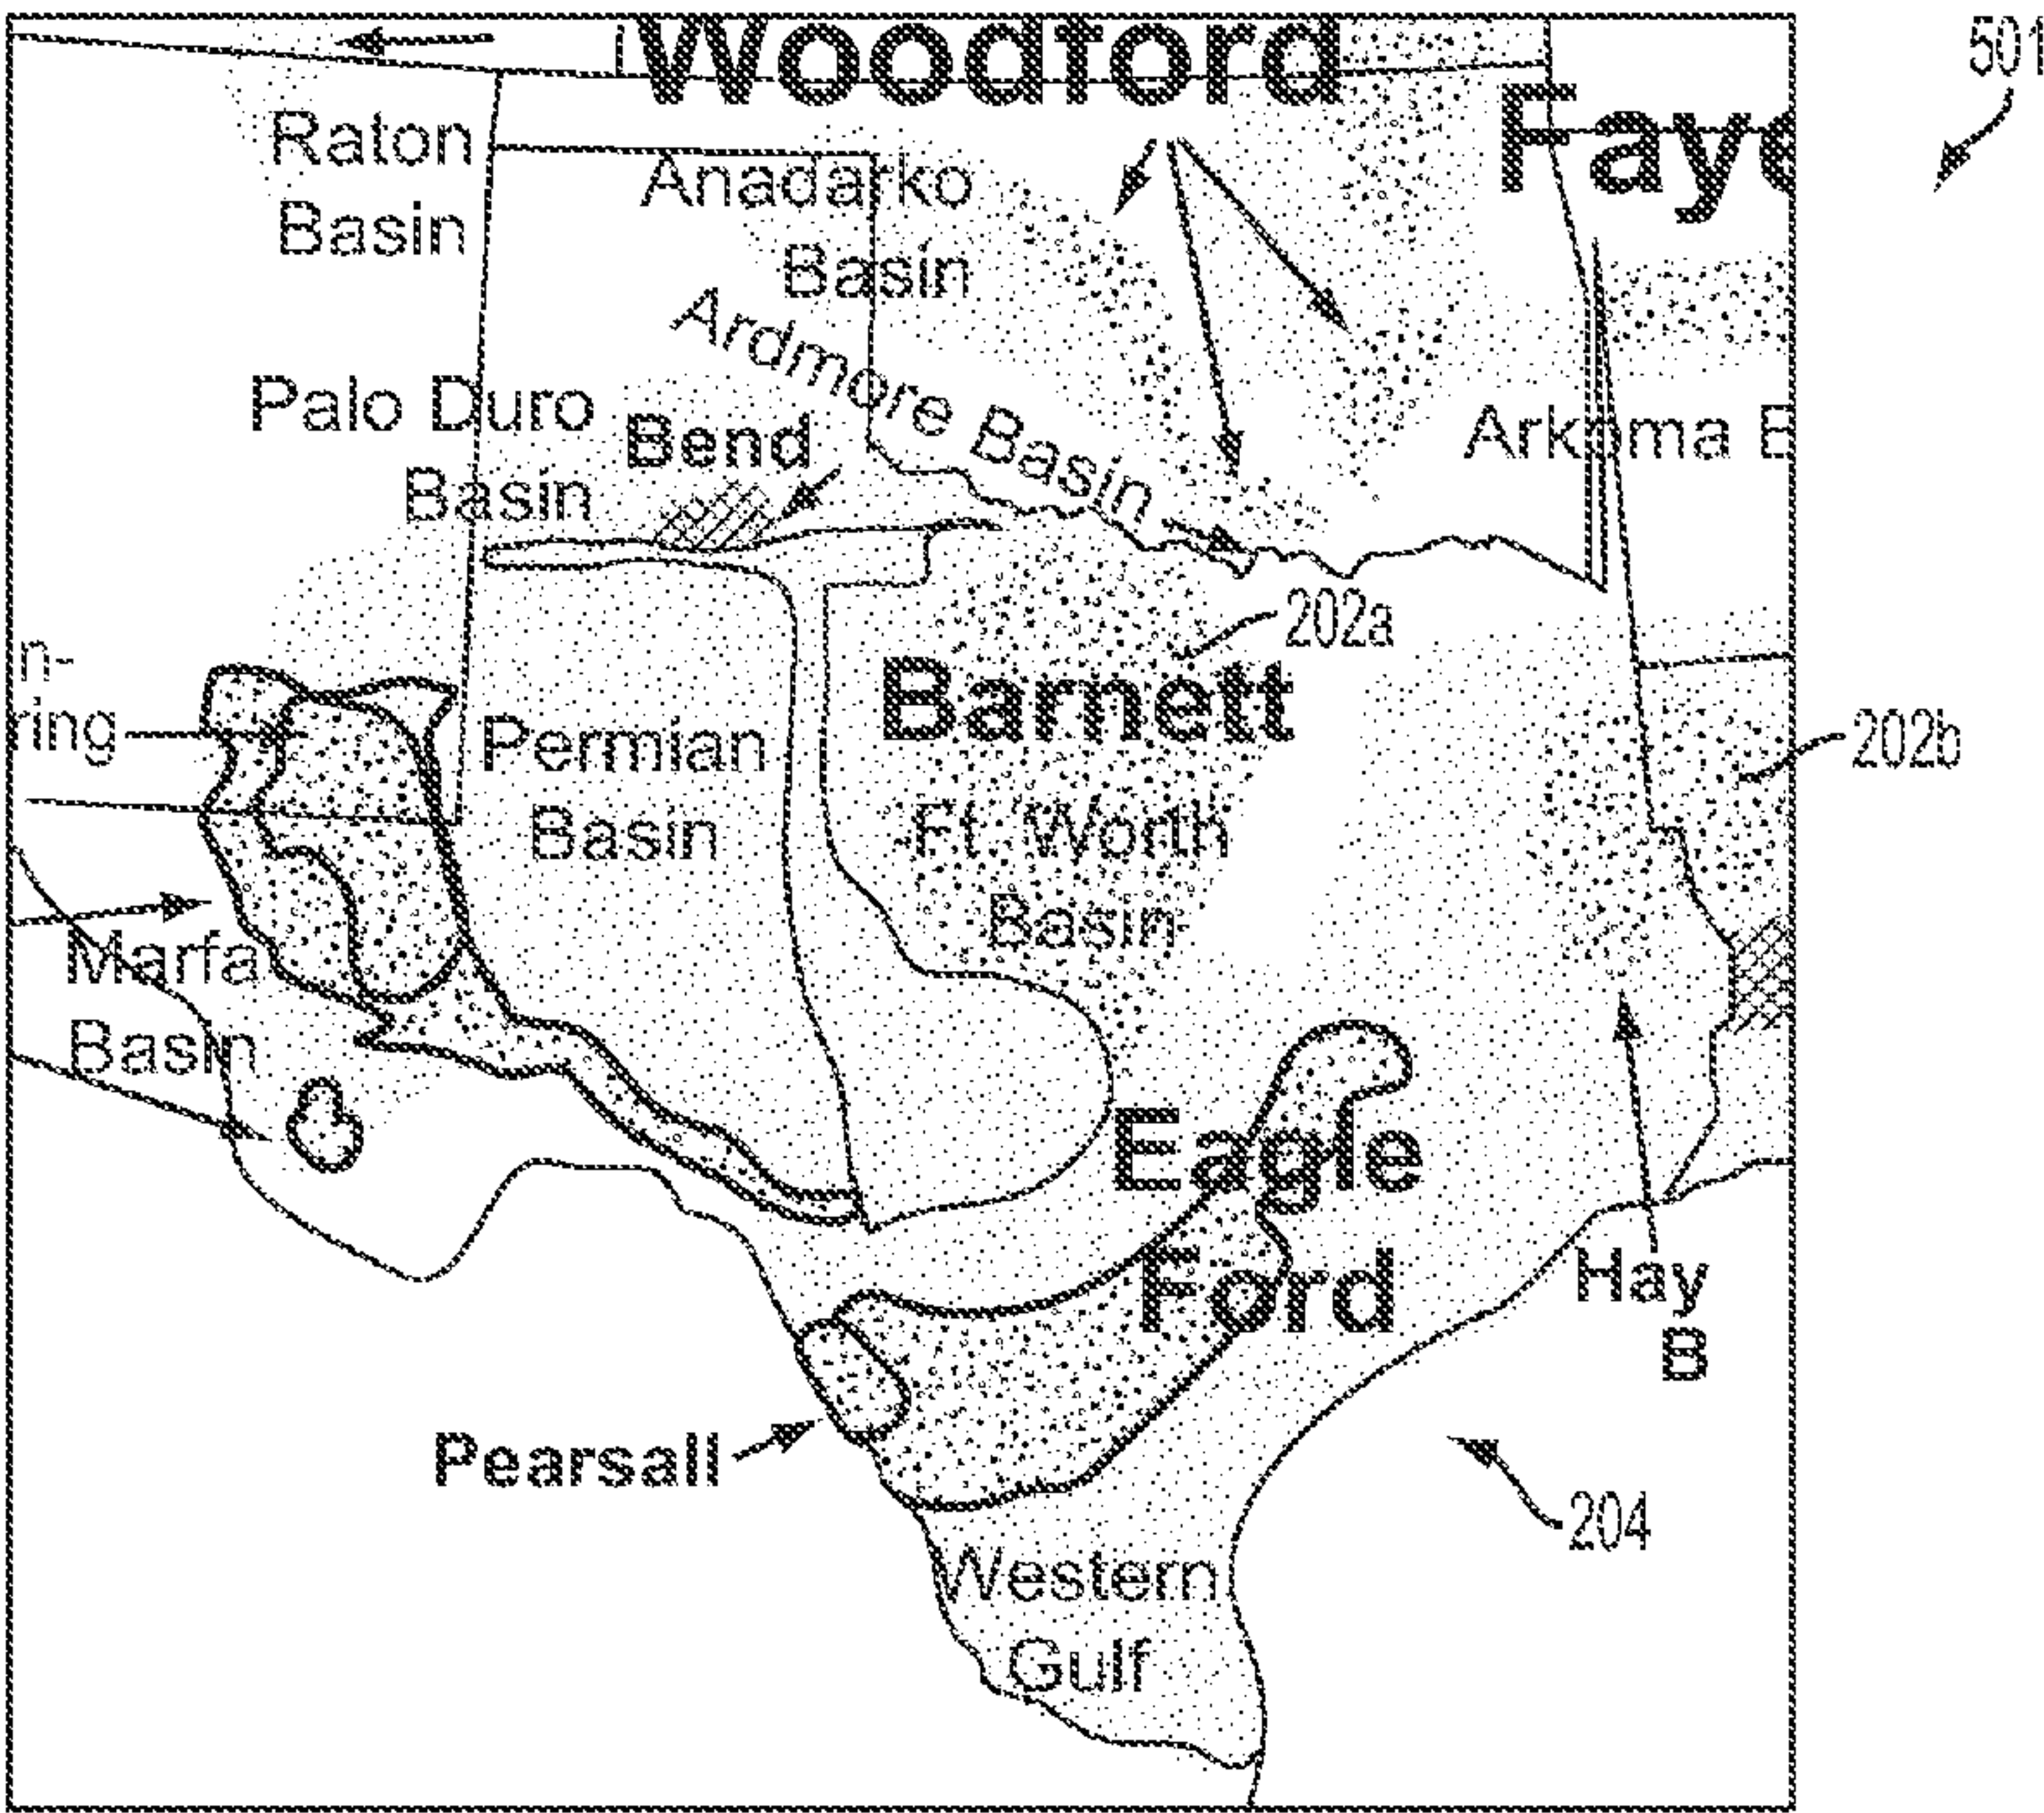 501
Woodford
Faye
Raton
Basin
Anadarko
Basin
Ardmore Basin
Palo Duro
Basin
Bend
Arkoma B
202a
n-
ring
Barnett
202b
Permian
Basin
Ft. Worth
Basin
Marfa
Basin
Eagle
Ford
Hay
B
Pearsall
204
Western
Gulf